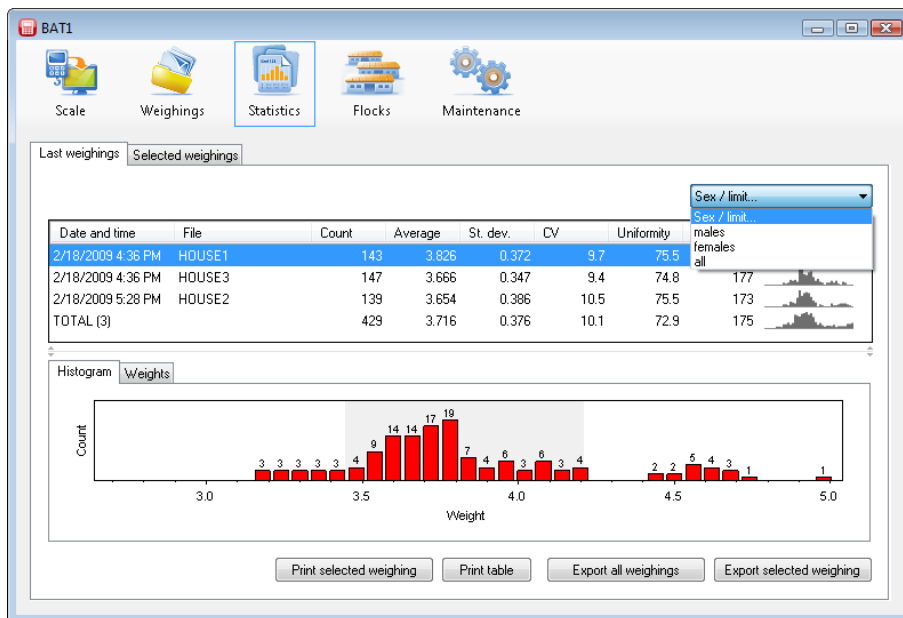 BAT1
Scale Weighings Statistics Flocks Maintenance
Last weighings Selected weighings
Sex / limit...
Sex / limit...
males
females
all
Date and time File Count Average St. dev. CV Uniformity
2/18/2009 4:36 PM HOUSE1 143 3.826 0.372 9.7 75.5
2/18/2009 4:36 PM HOUSE3 147 3.666 0.347 9.4 74.8 177
2/18/2009 5:28 PM HOUSE2 139 3.654 0.386 10.5 75.5 173
TOTAL (3) 429 3.716 0.376 10.1 72.9 175
Histogram Weights
Count
3 3 3 3 3 4 9 14 14 17 19 7 4 6 3 6 3 4 2 2 5 4 3 1 1
3.0 3.5 4.0 4.5 5.0
Weight
Print selected weighing Print table Export all weighings Export selected weighing